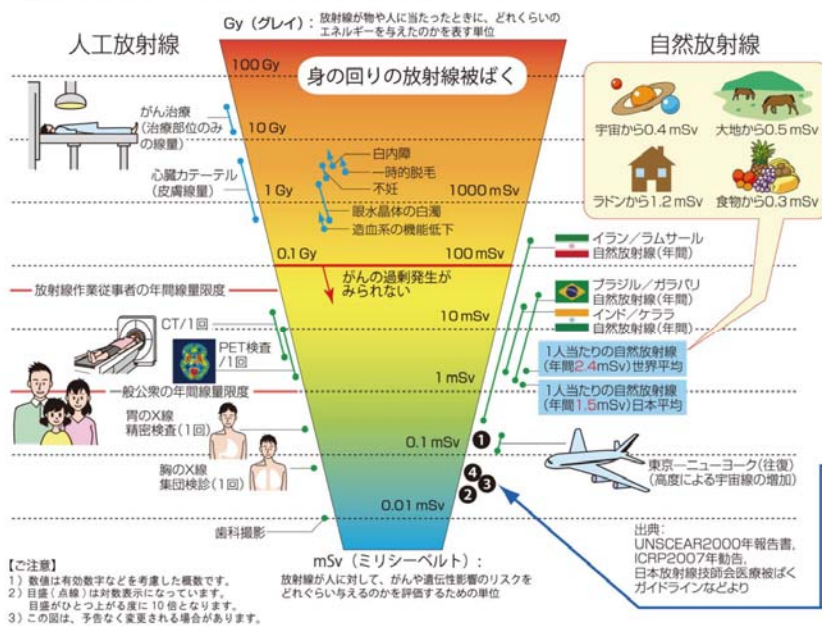 Gy（グレイ）：放射線が物や人に当たったときに、どれくらいの
エネルギーを与えたのかを表す単位
人工放射線
自然放射線
身の回りの放射線被ばく
100 Gy
がん治療
（治療部位のみ
の線量）
10 Gy
心臓カテーテル
（皮膚線量）
1 Gy
白内障
一時的脱毛
不妊
1000 mSv
眼水晶体の白濁
造血系の機能低下
0.1 Gy
100 mSv
がんの過剰発生が
みられない
宇宙から0.4 mSv
大地から0.5 mSv
ラドンから1.2 mSv
食物から0.3 mSv
イラン／ラムサール
自然放射線（年間）
放射線作業従事者の年間線量限度
ブラジル／ガラパリ
自然放射線（年間）
インド／ケララ
自然放射線（年間）
10 mSv
CT/1回
PET検査
/1回
1人当たりの自然放射線
（年間2.4mSv）世界平均
1 mSv
一般公衆の年間線量限度
1人当たりの自然放射線
（年間1.5mSv）日本平均
胃のX線
精密検査（1回）
0.1 mSv
❶
東京―ニューヨーク（往復）
（高度による宇宙線の増加）
胸のX線
集団検診（1回）
❹
❸
❷
0.01 mSv
歯科撮影
出典：
UNSCEAR2000年報告書,
ICRP2007年勧告,
日本放射線技師会医療被ばく
ガイドラインなどより
mSv（ミリシーベルト）：
放射線が人に対して、がんや遺伝性影響のリスクを
どれぐらい与えるのかを評価するための単位
【ご注意】
1）数値は有効数字などを考慮した概数です。
2）目盛（点線）は対数表示になっています。
目盛がひとつ上がる度に10倍となります。
3）この図は、予告なく変更される場合があります。